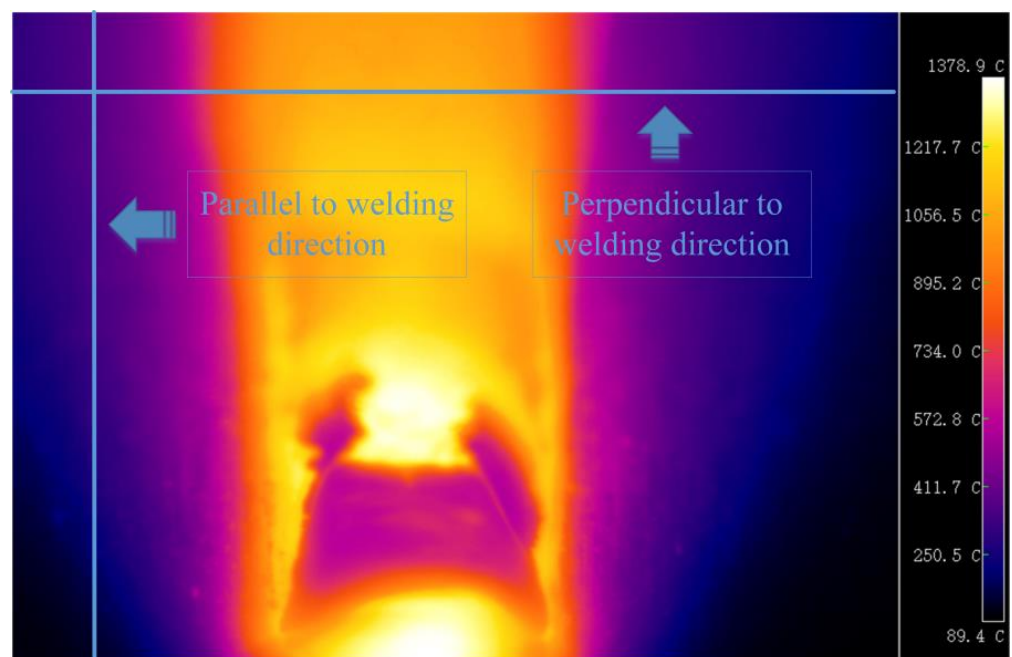 Parallel to welding
direction
Perpendicular to
welding direction
1378.9 C
1217.7 C
1056.5 C
895.2 C
734.0 C
572.8 C
411.7 C
250.5 C
89.4 C